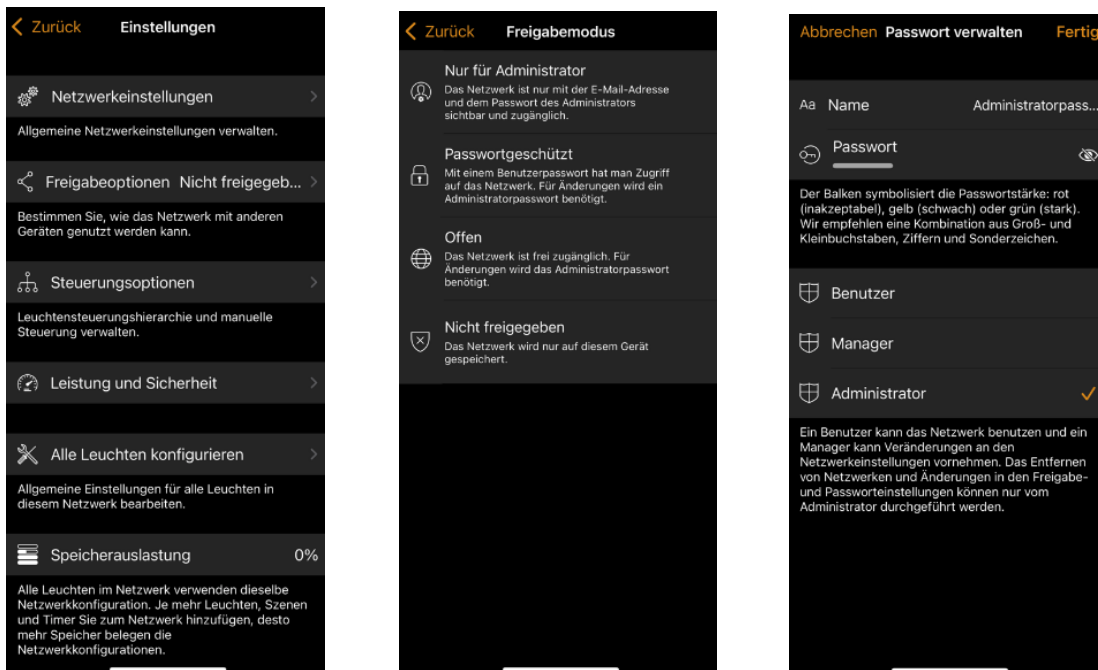 Zurück Einstellungen
Netzwerkeinstellungen
Allgemeine Netzwerkeinstellungen verwalten.
Freigabeoptionen Nicht freigegeb...
Bestimmen Sie, wie das Netzwerk mit anderen
Geräten genutzt werden kann.
Steuerungsoptionen
Leuchtensteuerungshierarchie und manuelle
Steuerung verwalten.
Leistung und Sicherheit
Alle Leuchten konfigurieren
Allgemeine Einstellungen für alle Leuchten in
diesem Netzwerk bearbeiten.
Speicherauslastung 0%
Alle Leuchten im Netzwerk verwenden dieselbe
Netzwerkkonfiguration. Je mehr Leuchten, Szenen
und Timer Sie zum Netzwerk hinzufügen, desto
mehr Speicher belegen die
Netzwerkkonfigurationen.
Zurück Freigabemodus
Nur für Administrator
Das Netzwerk ist nur mit der E-Mail-Adresse
und dem Passwort des Administrators
sichtbar und zugänglich.
Passwortgeschützt
Mit einem Benutzerpasswort hat man Zugriff
auf das Netzwerk. Für Änderungen wird ein
Administratorpasswort benötigt.
Offen
Das Netzwerk ist frei zugänglich. Für
Änderungen wird das Administratorpasswort
benötigt.
Nicht freigegeben
Das Netzwerk wird nur auf diesem Gerät
gespeichert.
Abbrechen Passwort verwalten Fertig
Aa Name Administratorpass...
Passwort
Der Balken symbolisiert die Passwortstärke: rot
(inakzeptabel), gelb (schwach) oder grün (stark).
Wir empfehlen eine Kombination aus Groß- und
Kleinbuchstaben, Ziffern und Sonderzeichen.
Benutzer
Manager
Administrator
Ein Benutzer kann das Netzwerk benutzen und ein
Manager kann Veränderungen an den
Netzwerkeinstellungen vornehmen. Das Entfernen
von Netzwerken und Änderungen in den Freigabe-
und Passworteinstellungen können nur vom
Administrator durchgeführt werden.